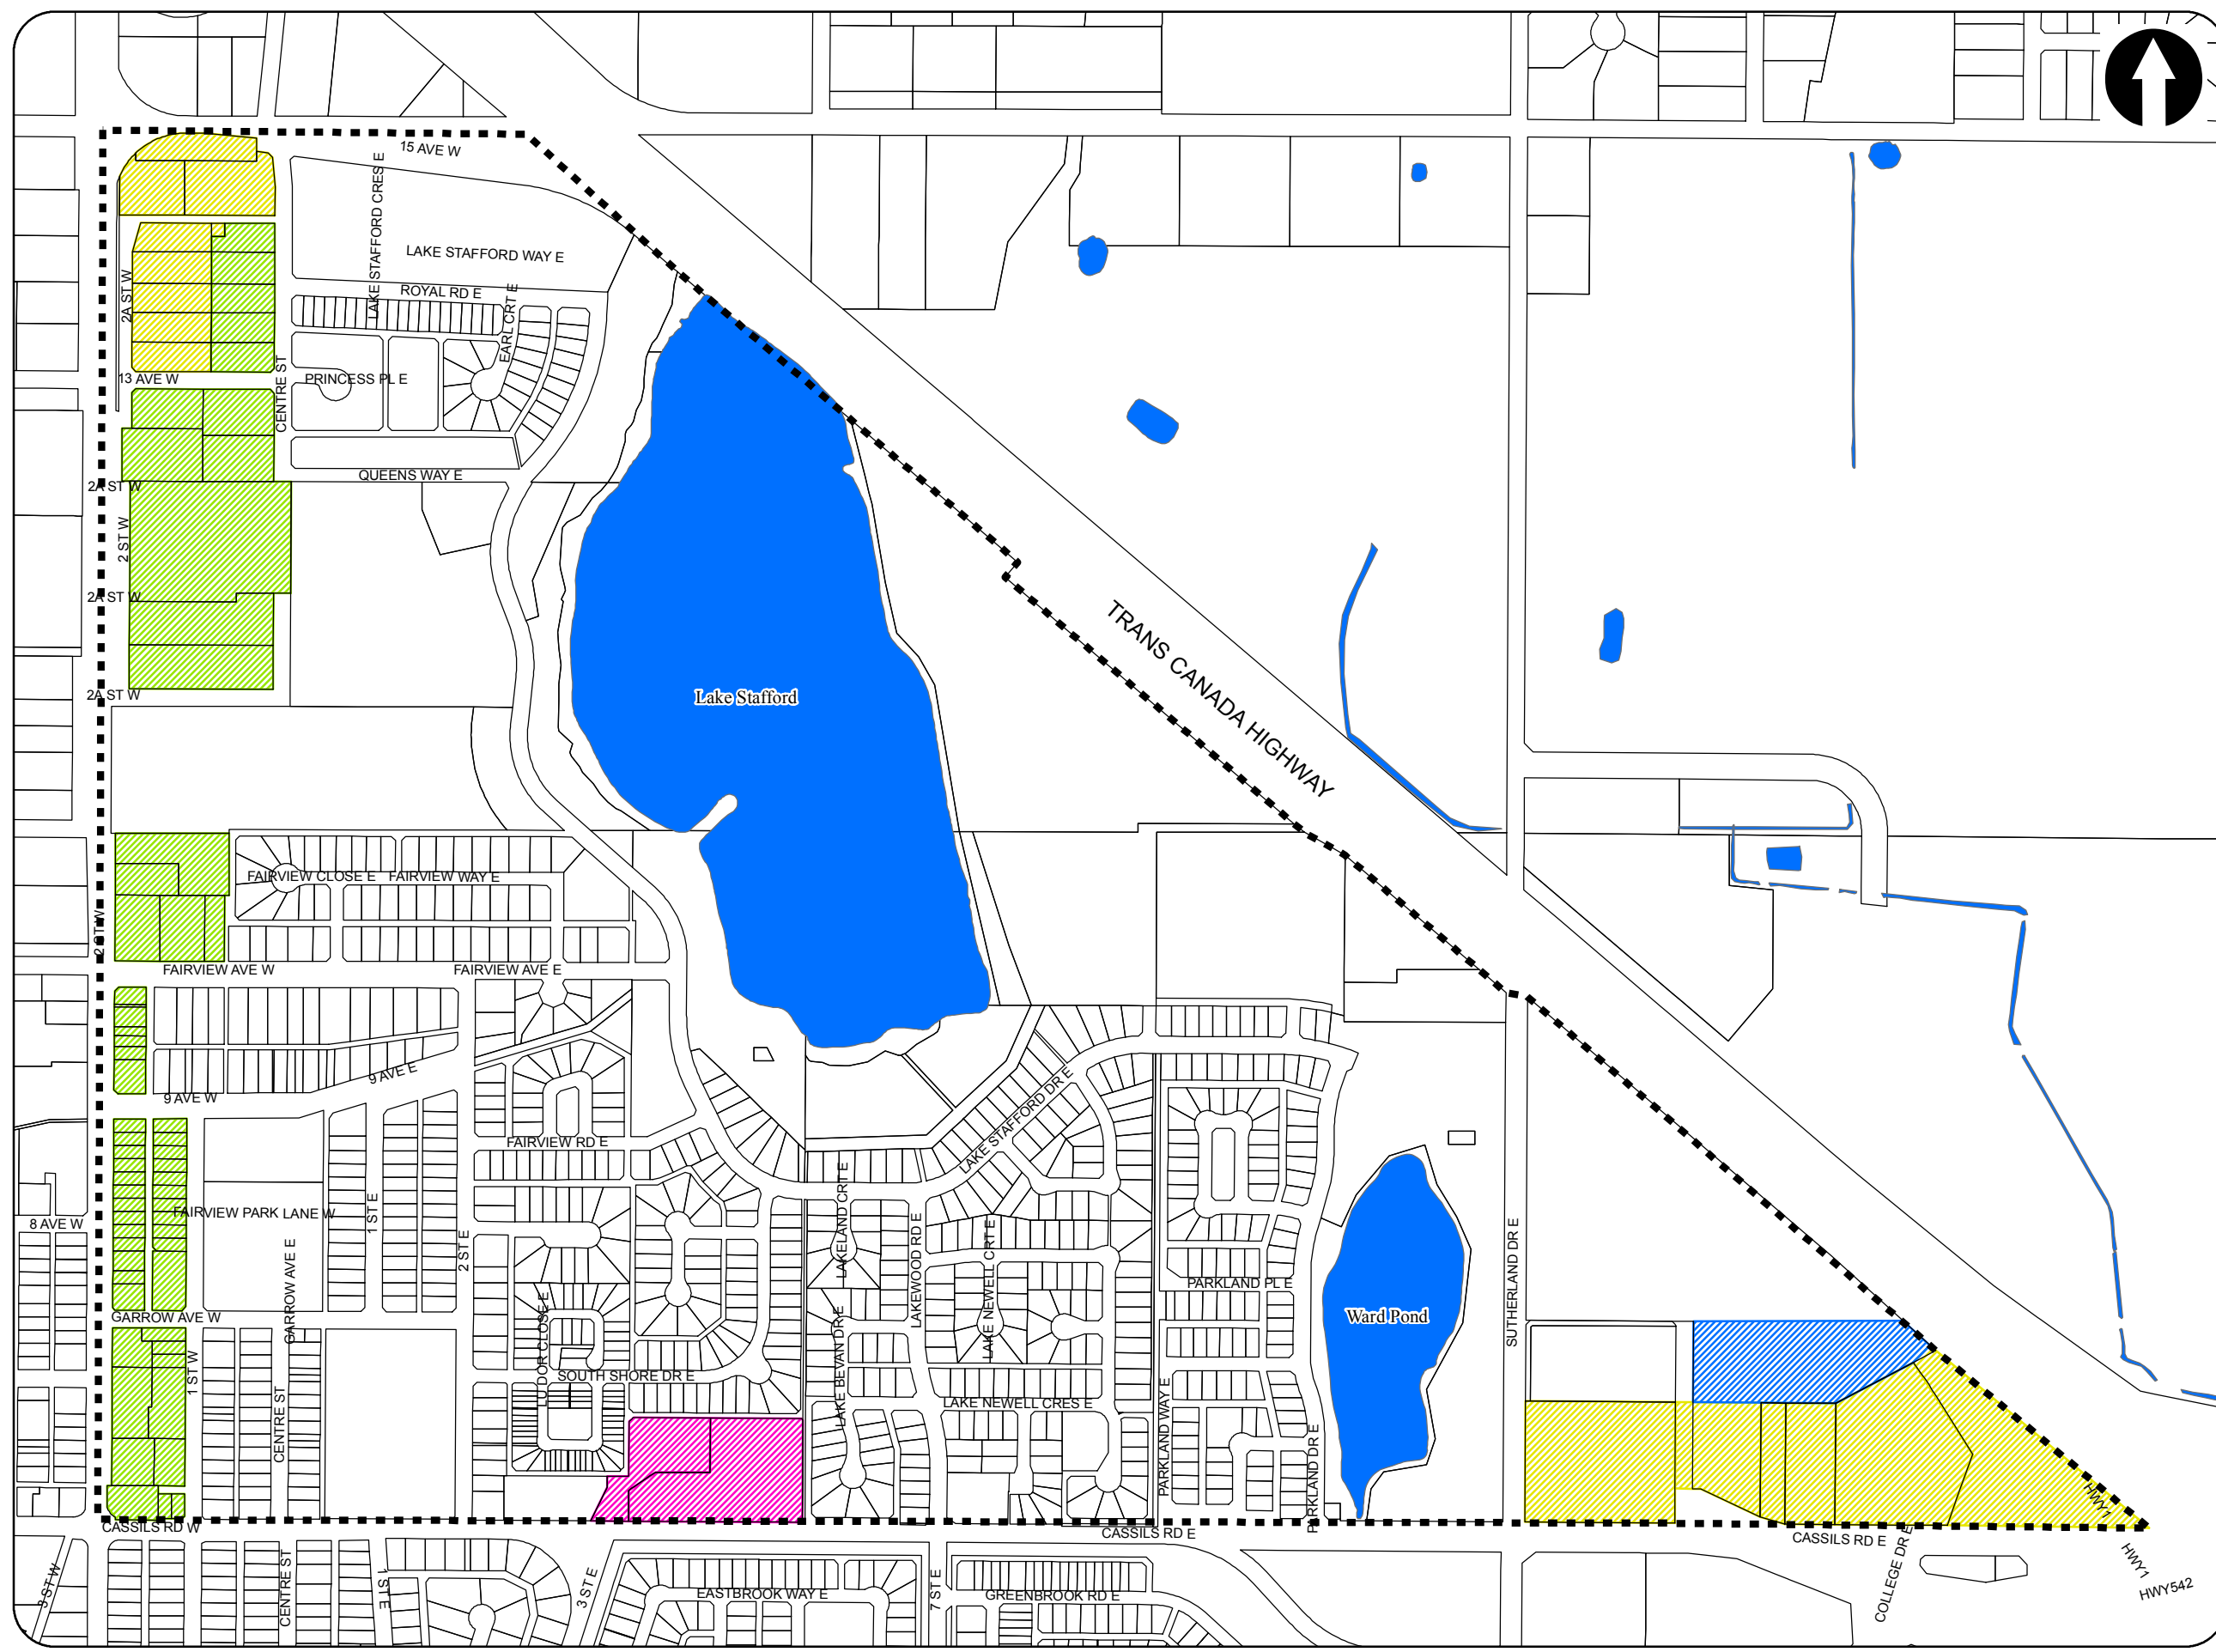 15 AVE W
LAKE STAFFORD CRES E
LAKE STAFFORD WAY E
ROYAL RD E
EARL CRT E
2A ST W
13 AVE W
CENTRE ST
PRINCESS PL E
QUEENS WAY E
2A ST W
2 ST W
2A ST W
2A ST W
Lake Stafford
TRANS CANADA HIGHWAY
FAIRVIEW CLOSE E
FAIRVIEW WAY E
2 ST W
FAIRVIEW AVE W
FAIRVIEW AVE E
9 AVE E
9 AVE W
FAIRVIEW RD E
LAKE STAFFORD DR E
8 AVE W
FAIRVIEW PARK LANE W
1 ST E
2 ST E
GARROW AVE E
LAKELAND CRT E
LAKEWOOD RD E
LAKE NEWELL CRT E
PARKLAND PL E
SUTHERLAND DR E
Ward Pond
GARROW AVE W
1 ST W
CENTRE ST
LUDOR CLOSE E
SOUTH SHORE DR E
LAKE BEVAN DR E
LAKE NEWELL CRES E
PARKLAND WAY E
PARKLAND DR E
CASSILS RD W
CASSILS RD E
CASSILS RD E
HWY1
HWY1
HWY542
COLLEGE DR E
3 ST W
CENTRE ST
1 ST E
3 ST E
EASTBROOK WAY E
7 ST E
GREENBROOK RD E